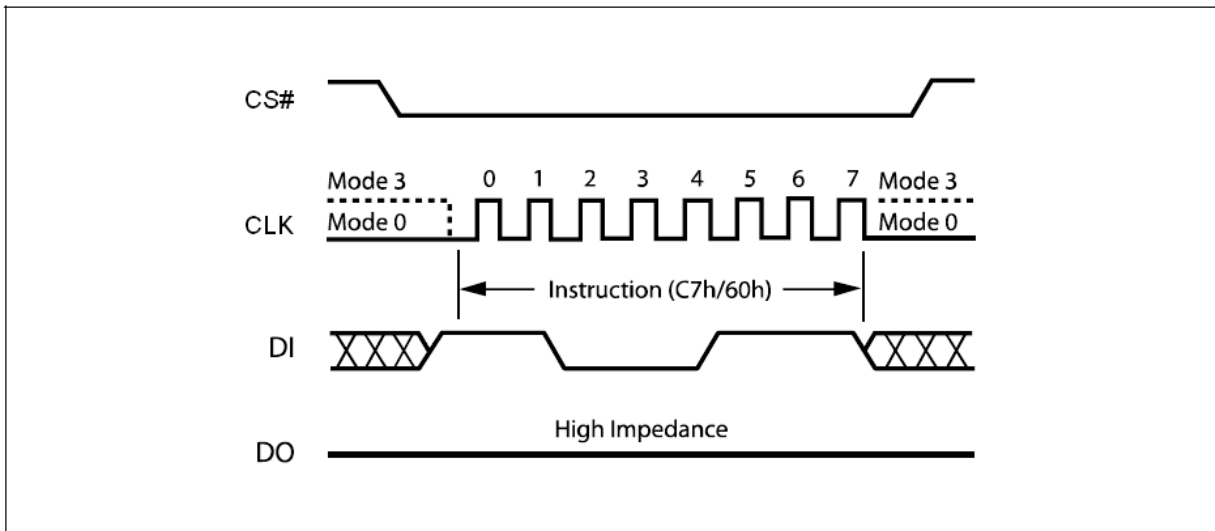 CS#
Mode 3 0 1 2 3 4 5 6 7 Mode 3
CLK Mode 0 Mode 0
Instruction (C7h/60h)
DI
High Impedance
DO